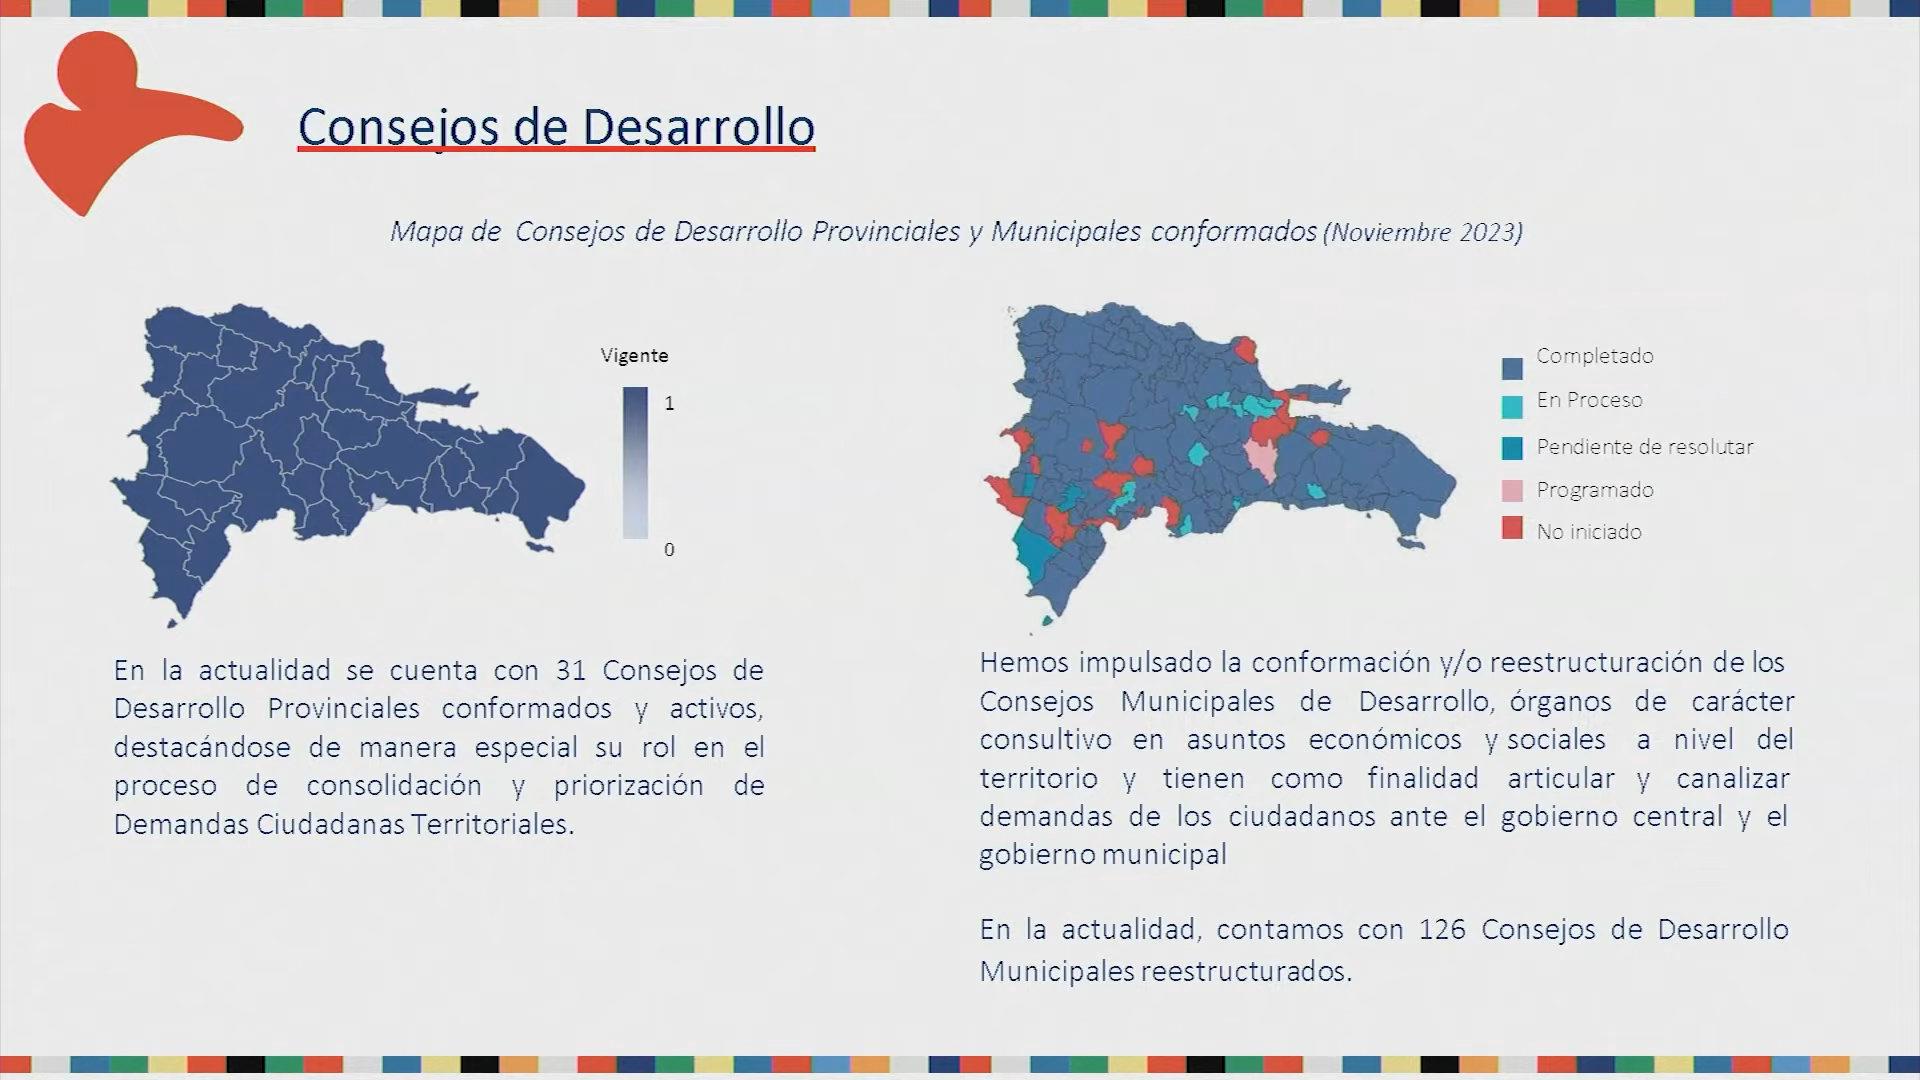 Consejos de Desarrollo
Mapa de Consejos de Desarrollo Provinciales y Municipales conformados (Noviembre 2023)
Vigente
1
0
Completado
En Proceso
Pendiente de resolutar
Programado
No iniciado
En la actualidad se cuenta con 31 Consejos de
Desarrollo Provinciales conformados y activos,
destacándose de manera especial su rol en el
proceso de consolidación y priorización de
Demandas Ciudadanas Territoriales.
Hemos impulsado la conformación y/o reestructuración de los
Consejos Municipales de Desarrollo, órganos de carácter
consultivo en asuntos económicos y sociales a nivel del
territorio y tienen como finalidad articular y canalizar
demandas de los ciudadanos ante el gobierno central y el
gobierno municipal
En la actualidad, contamos con 126 Consejos de Desarrollo
Municipales reestructurados.